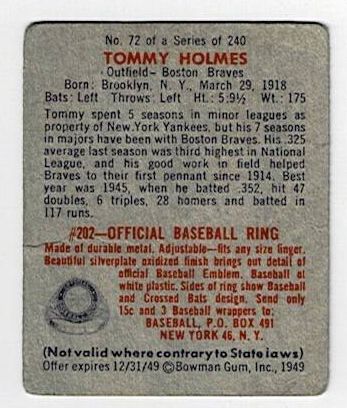 No. 72 of a Series of 240
TOMMY HOLMES
Outfield- Boston Braves
Born: Brooklyn, N. Y., March 29, 1918
Bats: Left Throws: Left Ht.: 5:9½ Wt.: 175
Tommy spent 5 seasons in minor leagues as
property of New York Yankees, but his 7 seasons
in majors have been with Boston Braves. His .325
average last season was third highest in National
League, and his good work in field helped
Braves to their first pennant since 1914. Best
year was 1945, when he batted .352, hit 47
doubles, 6 triples, 28 homers and batted in
117 runs.
#202-OFFICIAL BASEBALL RING
Made of durable metal. Adjustable-fits any size finger.
Beautiful silverplate oxidized finish brings out detail of
official Baseball Emblem. Baseball of
white plastic. Sides of ring show Baseball
and Crossed Bats design. Send only
15c and 3 Baseball wrappers to:
BASEBALL, P.O. BOX 491
NEW YORK 46, N. Y.
(Not valid where contrary to State laws)
Offer expires 12/31/49 ©Bowman Gum, Inc., 1949